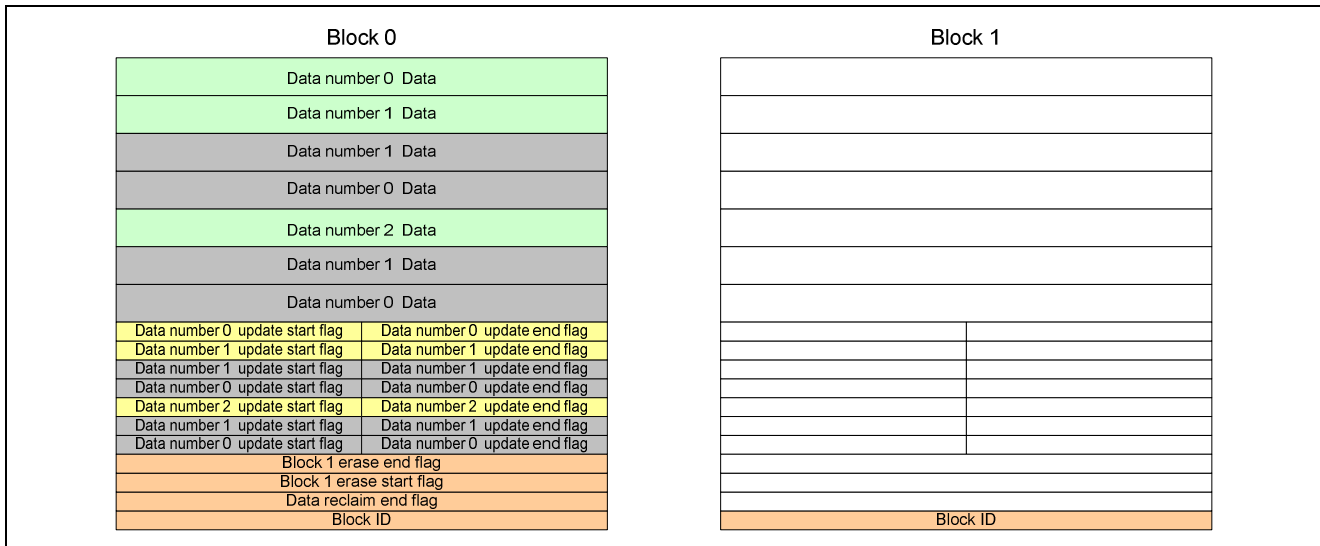 Block 0
Block 1
Data number 0 Data
Data number 1 Data
Data number 1 Data
Data number 0 Data
Data number 2 Data
Data number 1 Data
Data number 0 Data
Data number 0 update start flag Data number 0 update end flag
Data number 1 update start flag Data number 1 update end flag
Data number 1 update start flag Data number 1 update end flag
Data number 0 update start flag Data number 0 update end flag
Data number 2 update start flag Data number 2 update end flag
Data number 1 update start flag Data number 1 update end flag
Data number 0 update start flag Data number 0 update end flag
Block 1 erase end flag
Block 1 erase start flag
Data reclaim end flag
Block ID
Block ID